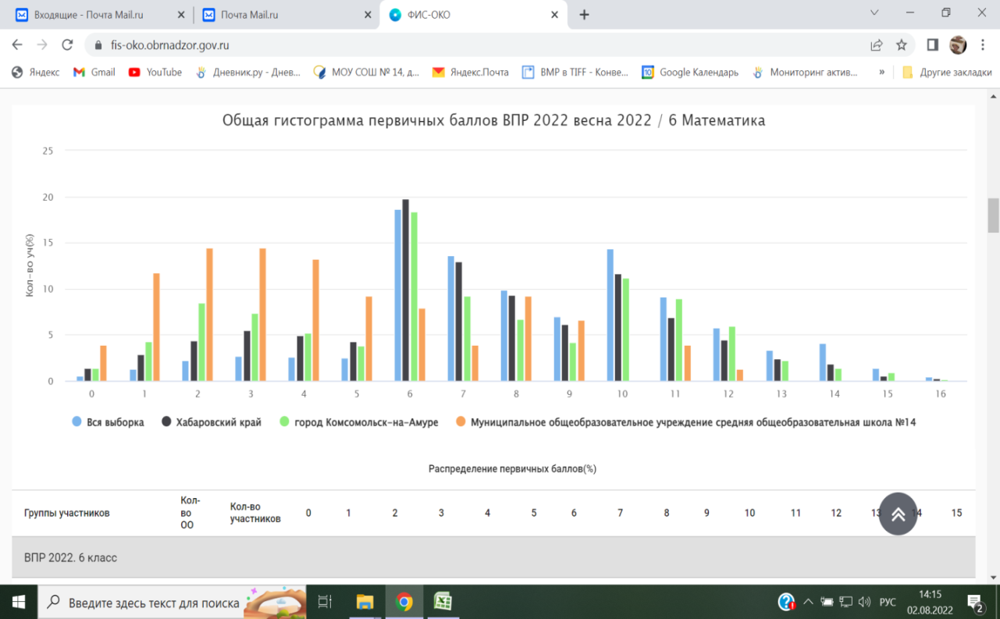 Входящие - Почта Mail.ru
Почта Mail.ru
ФИС-ОКО
fis-oko.obrnadzor.gov.ru
Яндекс
Gmail
YouTube
Дневник.ру - Днев...
МОУ СОШ № 14, д...
Яндекс.Почта
BMP в TIFF - Конве...
10
Google Календарь
Мониторинг актив...
»
Другие закладки
Общая гистограмма первичных баллов ВПР 2022 весна 2022 / 6 Математика
25
20
15
10
5
0
Кол-во уч(%)
0 1 2 3 4 5 6 7 8 9 10 11 12 13 14 15 16
Вся выборка Хабаровский край город Комсомольск-на-Амуре Муниципальное общеобразовательное учреждение средняя общеобразовательная школа №14
Распределение первичных баллов(%)
Группы участников
Кол-
во
ОО
Кол-во
участников
0 1 2 3 4 5 6 7 8 9 10 11 12 13 14 15
ВПР 2022. 6 класс
Введите здесь текст для поиска
РУС
14:15
02.08.2022
2